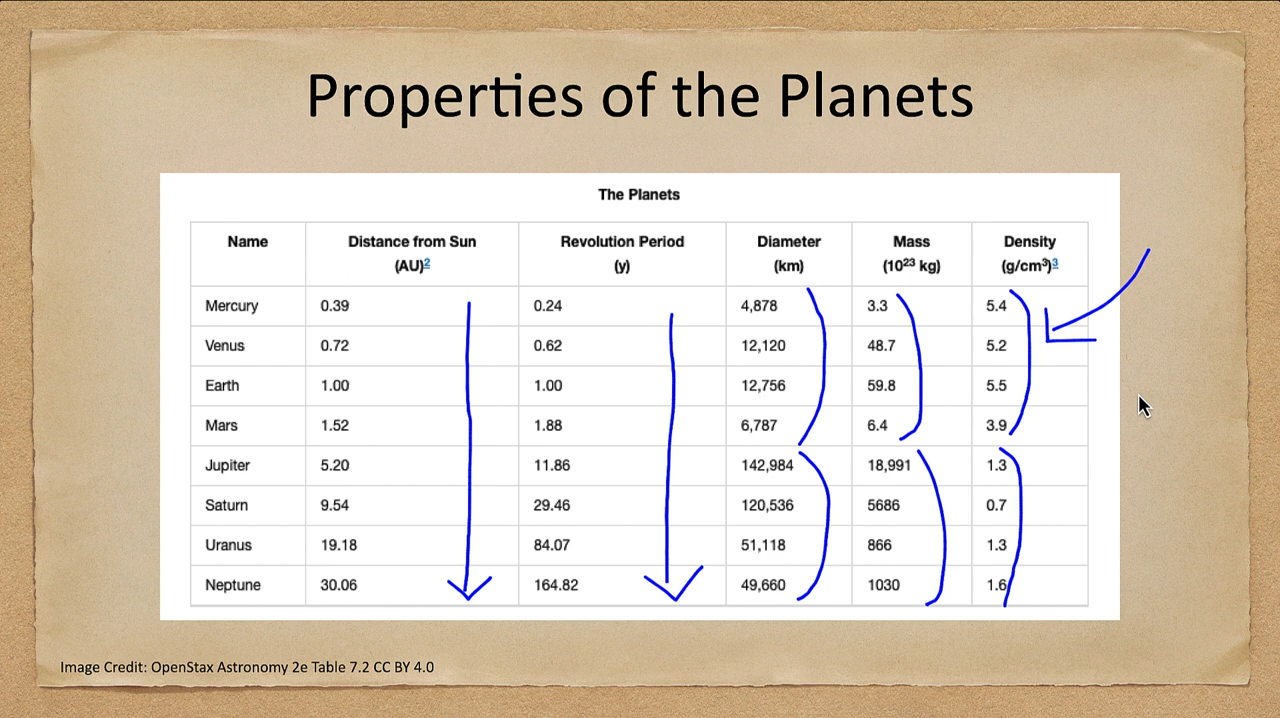 Properties of the Planets
The Planets
Name Distance from Sun (AU)2 Revolution Period (y) Diameter (km) Mass (10²³ kg) Density (g/cm³)3
Mercury 0.39 0.24 4,878 3.3 5.4
Venus 0.72 0.62 12,120 48.7 5.2
Earth 1.00 1.00 12,756 59.8 5.5
Mars 1.52 1.88 6,787 6.4 3.9
Jupiter 5.20 11.86 142,984 18,991 1.3
Saturn 9.54 29.46 120,536 5686 0.7
Uranus 19.18 84.07 51,118 866 1.3
Neptune 30.06 164.82 49,660 1030 1.6
Image Credit: OpenStax Astronomy 2e Table 7.2 CC BY 4.0